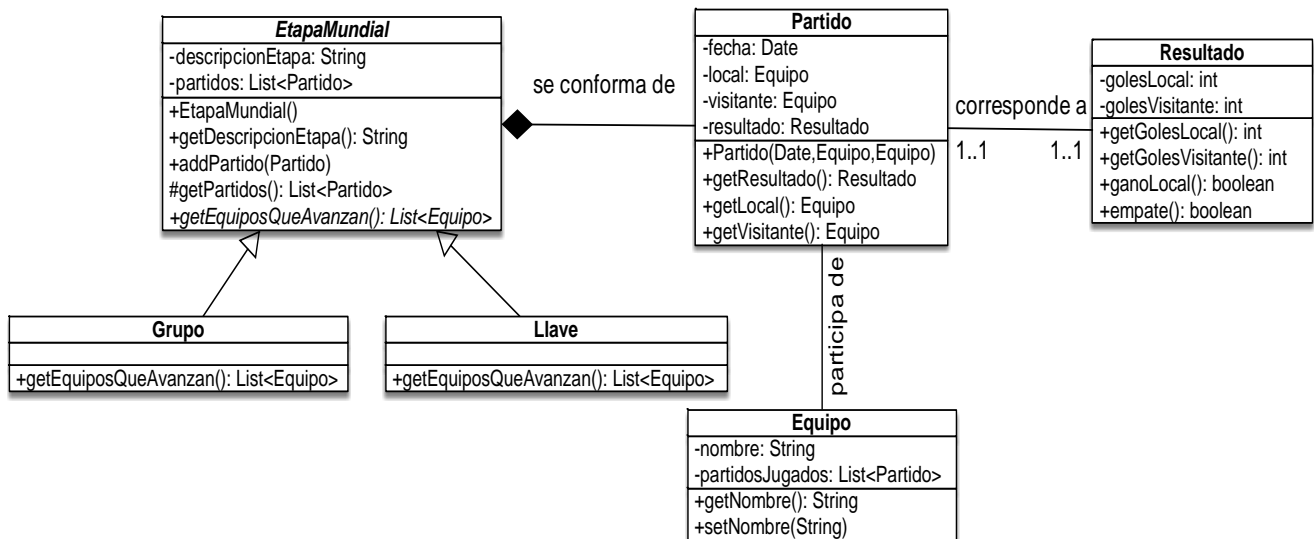 EtapaMundial
-descripcionEtapa: String
-partidos: List<Partido>
+EtapaMundial()
+getDescripcionEtapa(): String
+addPartido(Partido)
#getPartidos(): List<Partido>
+getEquiposQueAvanzan(): List<Equipo>
se conforma de
Partido
-fecha: Date
-local: Equipo
-visitante: Equipo
-resultado: Resultado
+Partido(Date,Equipo,Equipo)
+getResultado(): Resultado
+getLocal(): Equipo
+getVisitante(): Equipo
corresponde a
1..1 1..1
Resultado
-golesLocal: int
-golesVisitante: int
+getGolesLocal(): int
+getGolesVisitante(): int
+ganoLocal(): boolean
+empate(): boolean
Grupo
+getEquiposQueAvanzan(): List<Equipo>
Llave
+getEquiposQueAvanzan(): List<Equipo>
participa de
Equipo
-nombre: String
-partidosJugados: List<Partido>
+getNombre(): String
+setNombre(String)